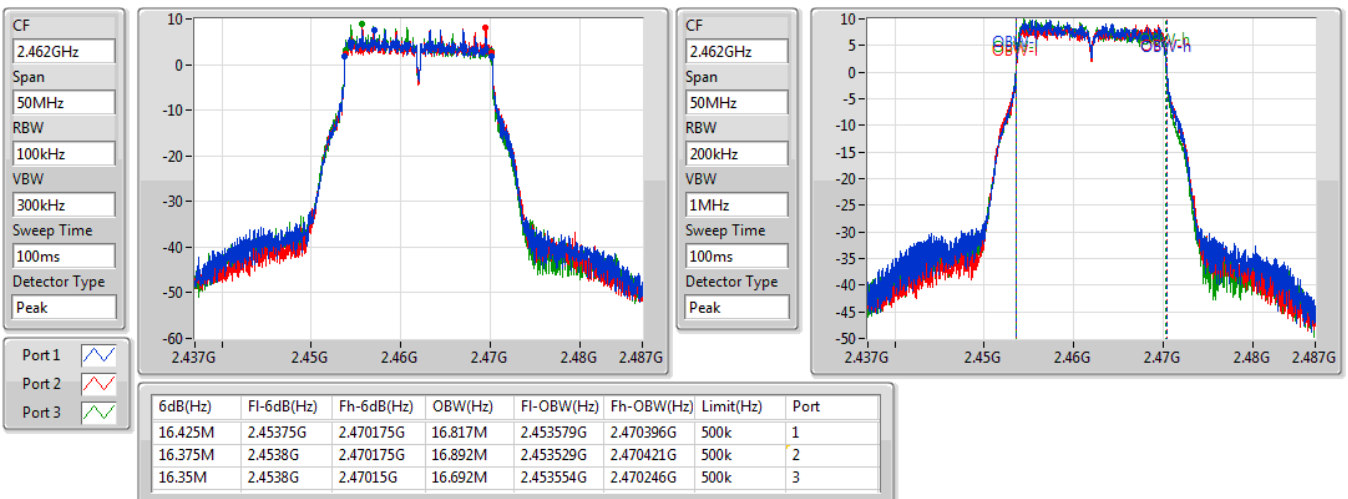 CF
2.462GHz
Span
50MHz
RBW
100kHz
VBW
300kHz
Sweep Time
100ms
Detector Type
Peak
10
0
-10
-20
-30
-40
-50
-60
2.437G 2.45G 2.46G 2.47G 2.48G 2.487G
CF
2.462GHz
Span
50MHz
RBW
200kHz
VBW
1MHz
Sweep Time
100ms
Detector Type
Peak
10
5
0
-5
-10
-15
-20
-25
-30
-35
-40
-45
-50
OBW-l OBW-h
2.437G 2.45G 2.46G 2.47G 2.48G 2.487G
Port 1
Port 2
Port 3
6dB(Hz) Fl-6dB(Hz) Fh-6dB(Hz) OBW(Hz) Fl-OBW(Hz) Fh-OBW(Hz) Limit(Hz) Port
16.425M 2.45375G 2.470175G 16.817M 2.453579G 2.470396G 500k 1
16.375M 2.4538G 2.470175G 16.892M 2.453529G 2.470421G 500k 2
16.35M 2.4538G 2.47015G 16.692M 2.453554G 2.470246G 500k 3